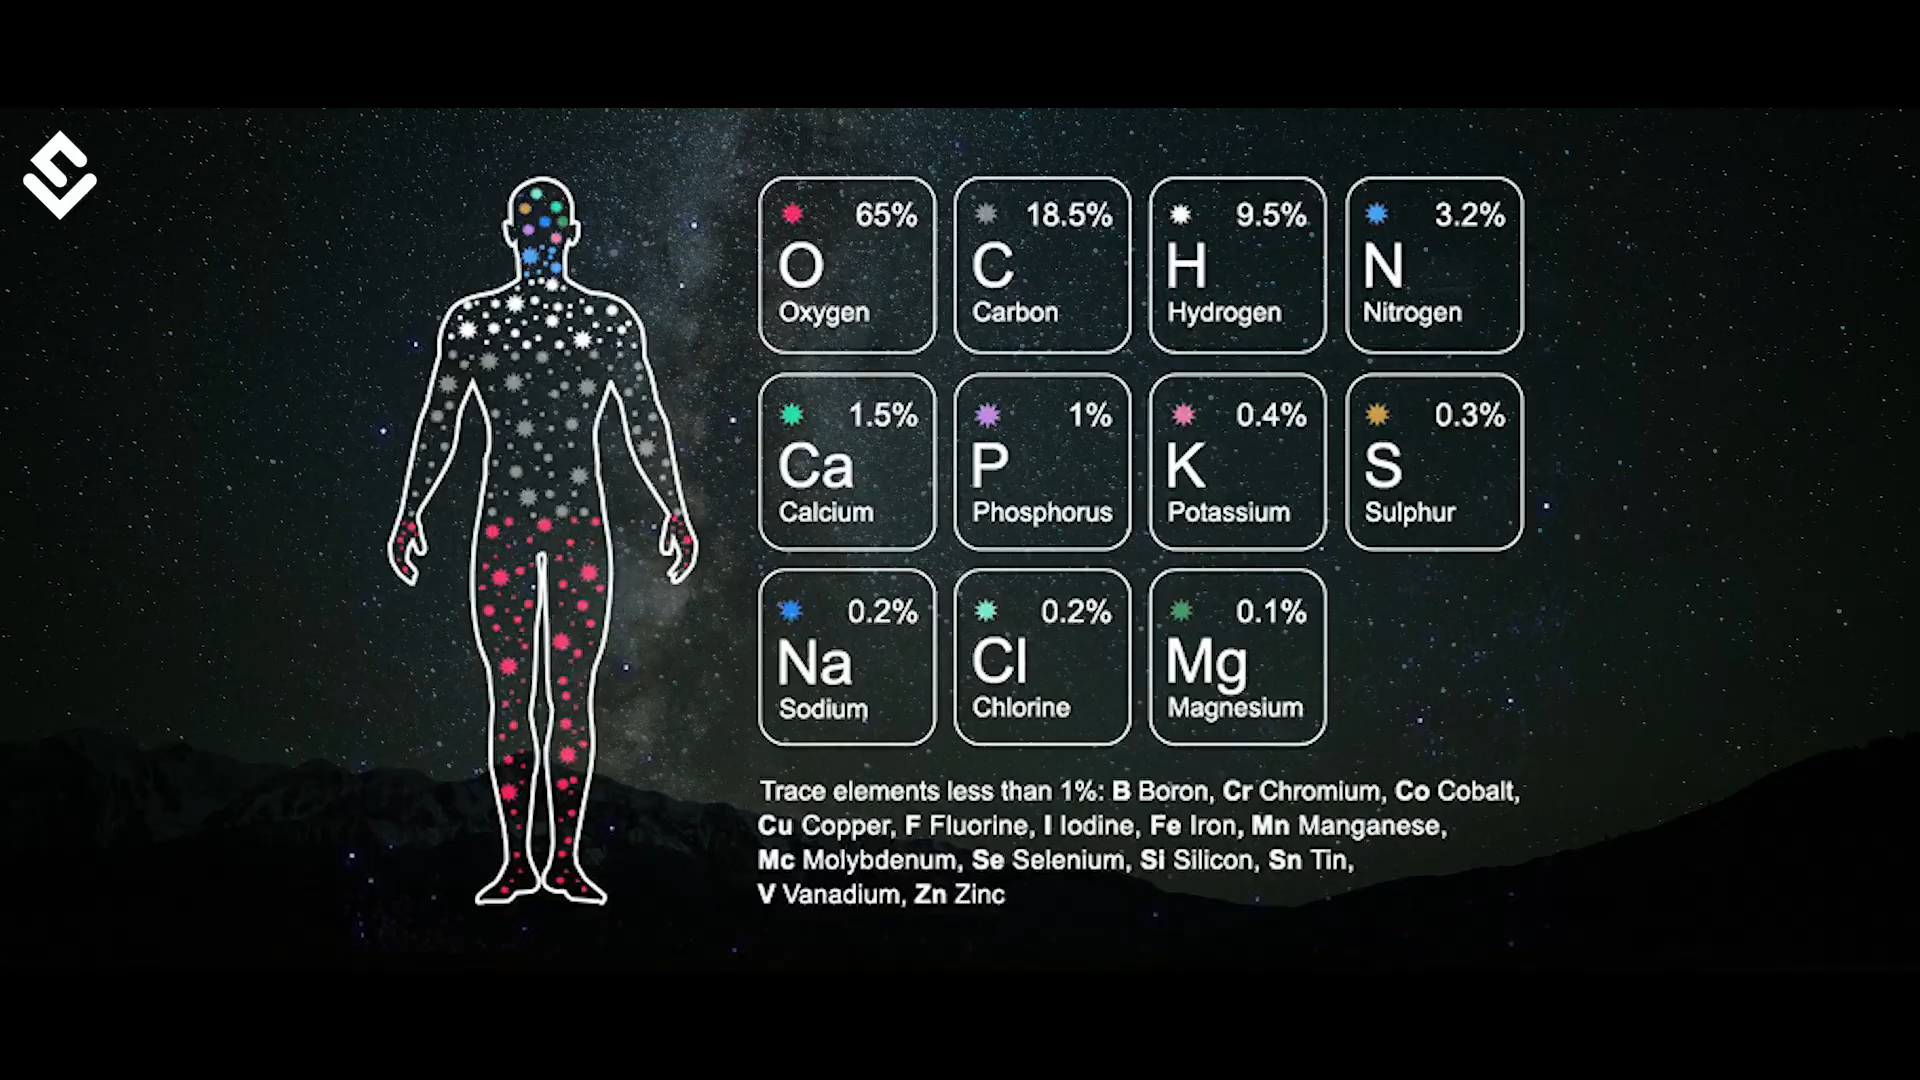 65% 18.5% 9.5% 3.2%
O C H N
Oxygen Carbon Hydrogen Nitrogen
1.5% 1% 0.4% 0.3%
Ca P K S
Calcium Phosphorus Potassium Sulphur
0.2% 0.2% 0.1%
Na Cl Mg
Sodium Chlorine Magnesium
Trace elements less than 1%: B Boron, Cr Chromium, Co Cobalt,
Cu Copper, F Fluorine, I Iodine, Fe Iron, Mn Manganese,
Mc Molybdenum, Se Selenium, Si Silicon, Sn Tin,
V Vanadium, Zn Zinc